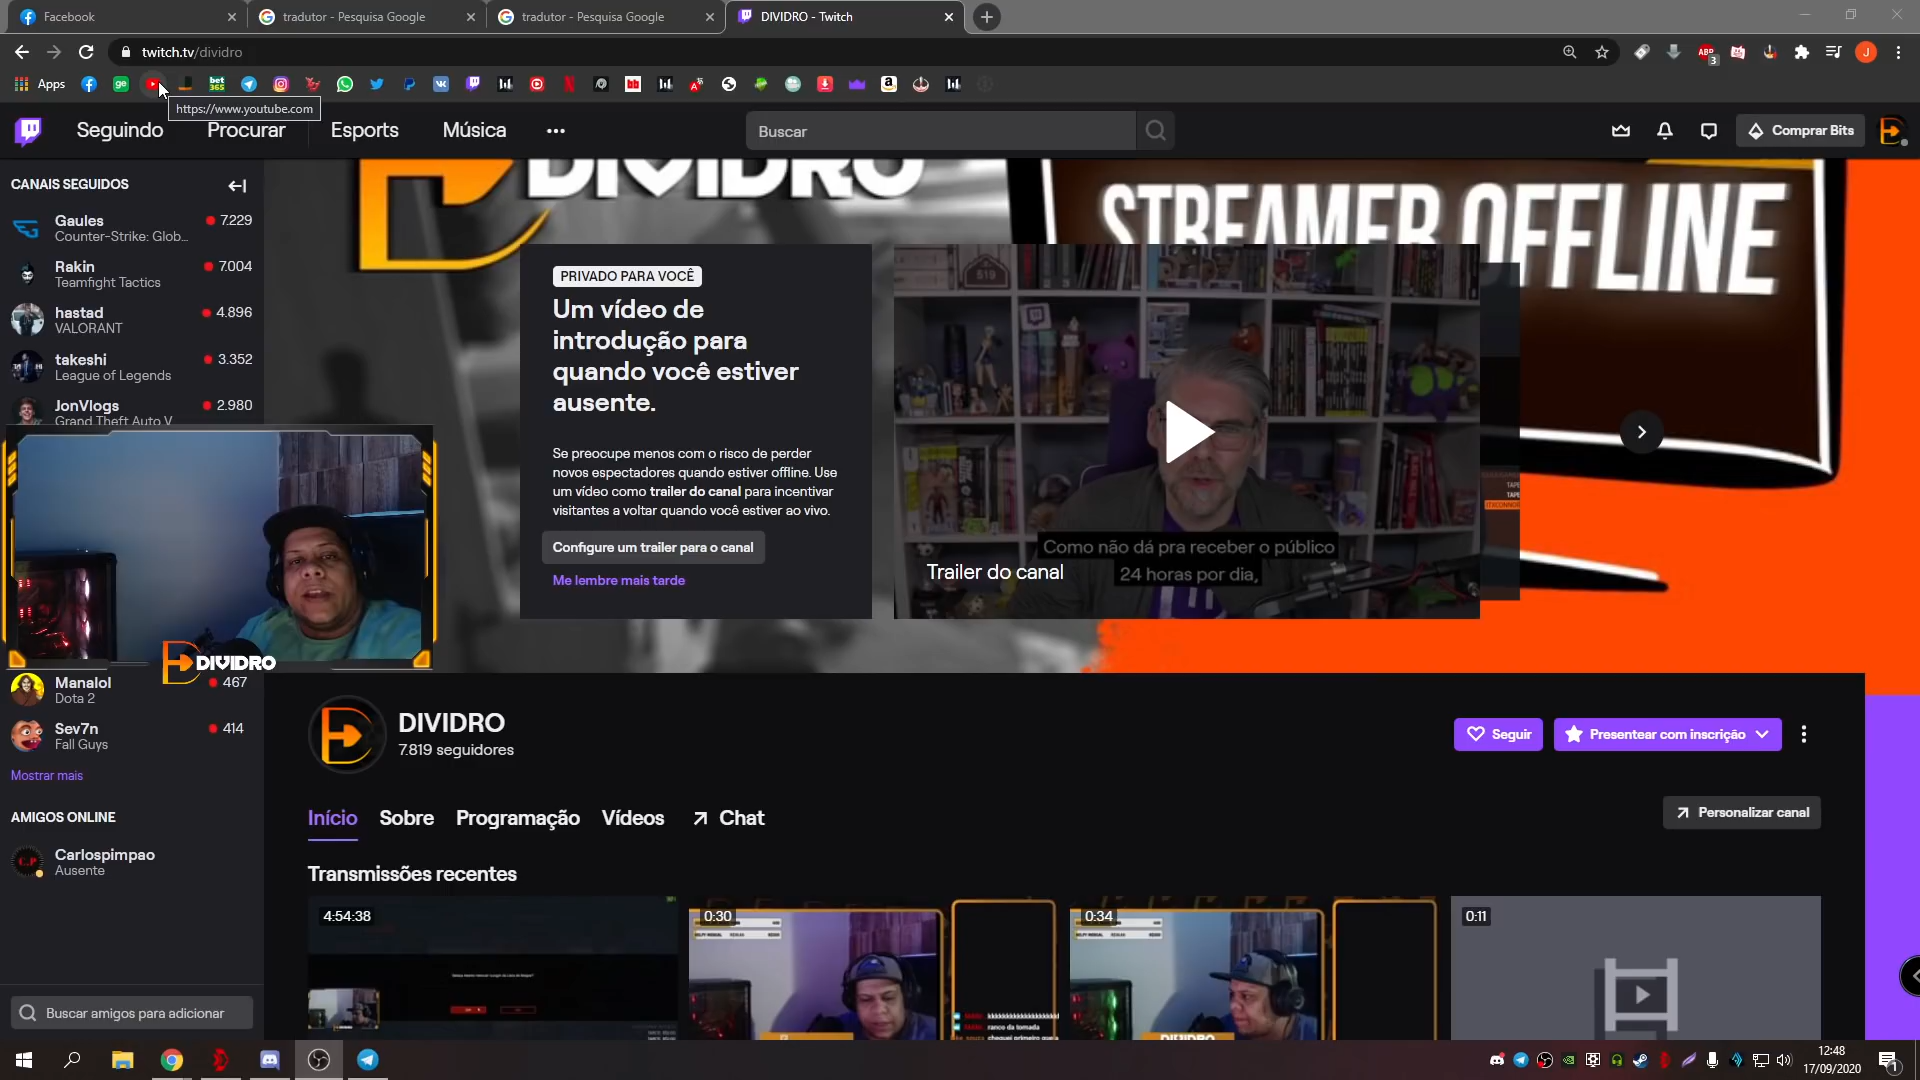 Facebook
tradutor - Pesquisa Google
tradutor - Pesquisa Google
DIVIDRO - Twitch
twitch.tv/dividro
Apps
https://www.youtube.com
Seguindo
Procurar
Esports
Música
Buscar
Comprar Bits
CANAIS SEGUIDOS
Gaules
7.229
Counter-Strike: Glob...
Rakin
7.004
Teamfight Tactics
hastad
4.896
VALORANT
takeshi
3.352
League of Legends
JonVlogs
2.980
Grand Theft Auto V
DIVIDRO
Manalol
467
Dota 2
Sev7n
414
Fall Guys
Mostrar mais
AMIGOS ONLINE
Carlospimpao
Ausente
Buscar amigos para adicionar
DIVIDRO
STREAMER OFFLINE
PRIVADO PARA VOCÊ
Um vídeo de
introdução para
quando você estiver
ausente.
Se preocupe menos com o risco de perder
novos espectadores quando estiver offline. Use
um vídeo como trailer do canal para incentivar
visitantes a voltar quando você estiver ao vivo.
Configure um trailer para o canal
Me lembre mais tarde
Como não dá pra receber o público
24 horas por dia,
Trailer do canal
DIVIDRO
7.819 seguidores
Seguir
Presentear com inscrição
Início
Sobre
Programação
Vídeos
Chat
Personalizar canal
Transmissões recentes
4:54:38
0:30
0:34
0:11
ranco da tomada
DIVIDRO
12:48
17/09/2020